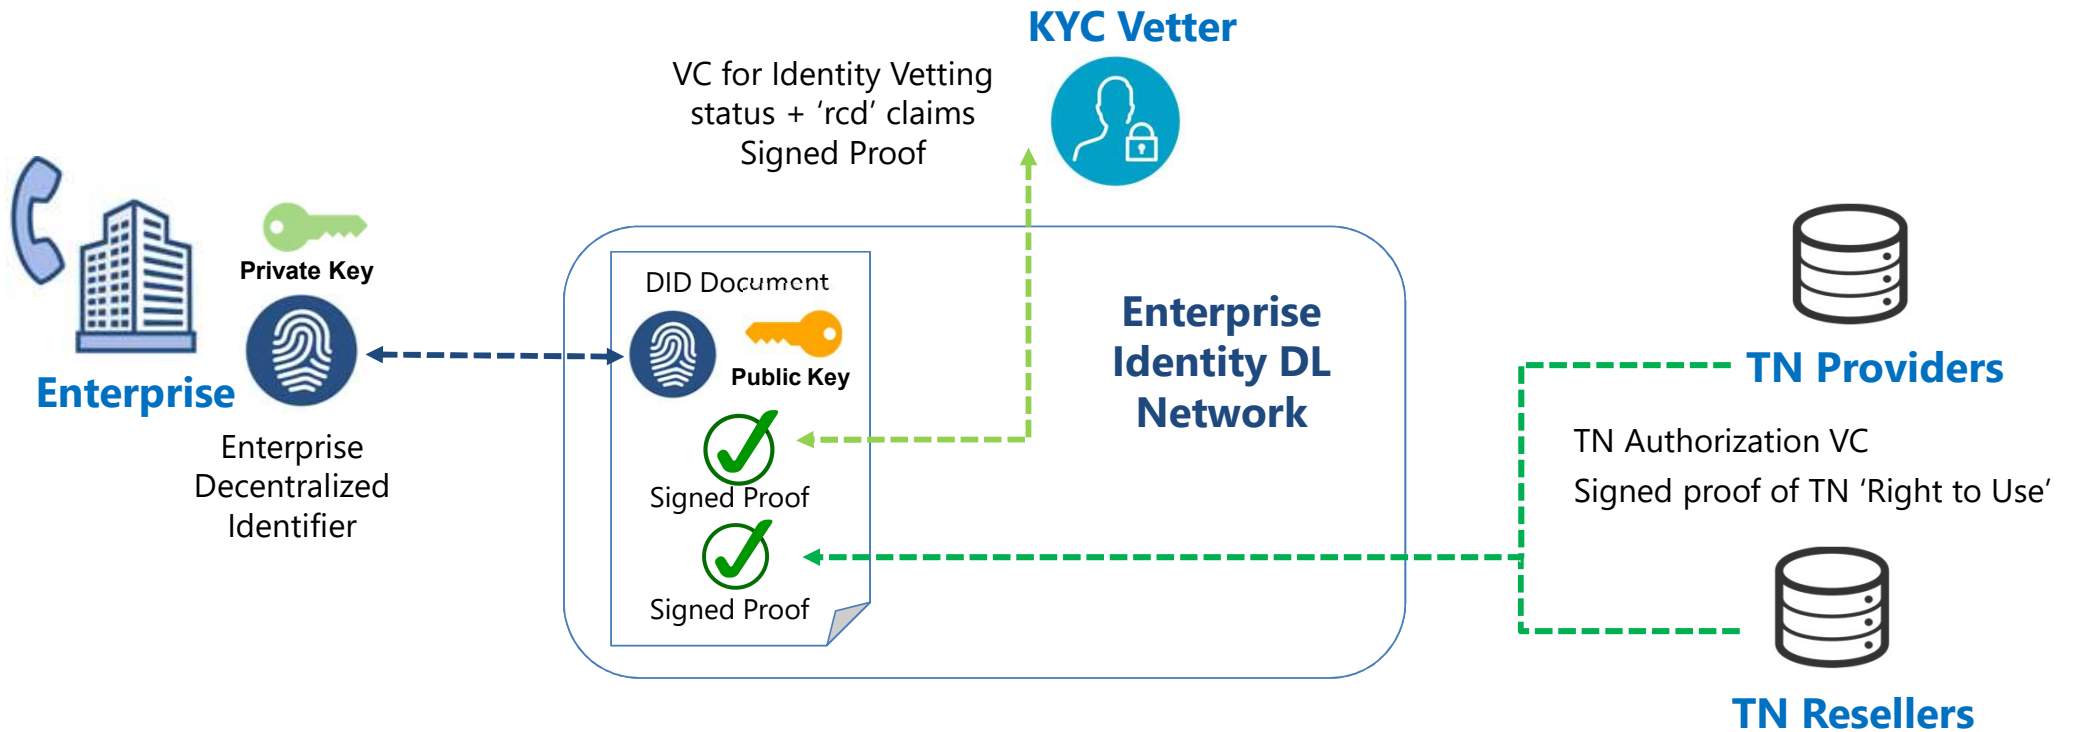 KYC Vetter
VC for Identity Vetting
status + ‘rcd’ claims
Signed Proof
Private Key
Enterprise
Enterprise
Decentralized
Identifier
DID Document
Public Key
Signed Proof
Signed Proof
Enterprise
Identity DL
Network
TN Providers
TN Authorization VC
Signed proof of TN ‘Right to Use’
TN Resellers